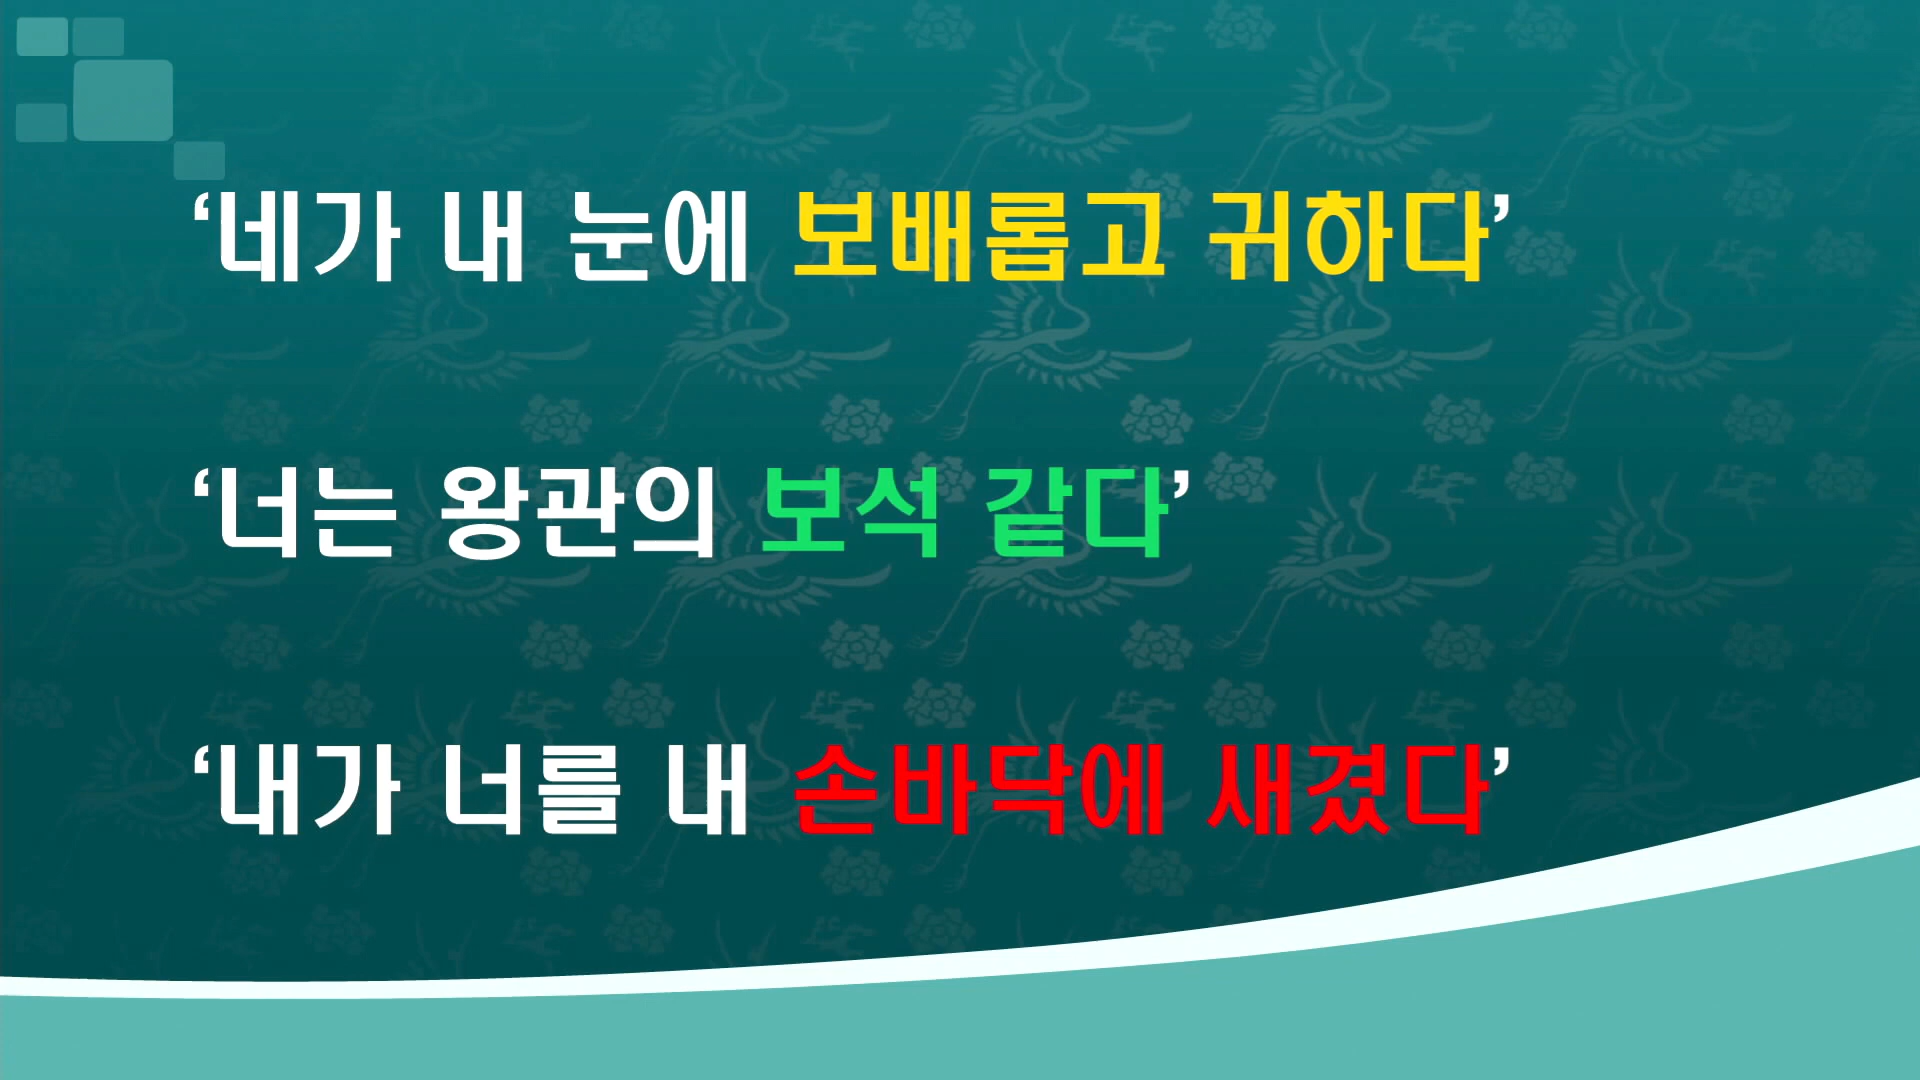 ‘네가 내 눈에 보배롭고 귀하다’
‘너는 왕관의 보석 같다’
‘내가 너를 내 손바닥에 새겼다’